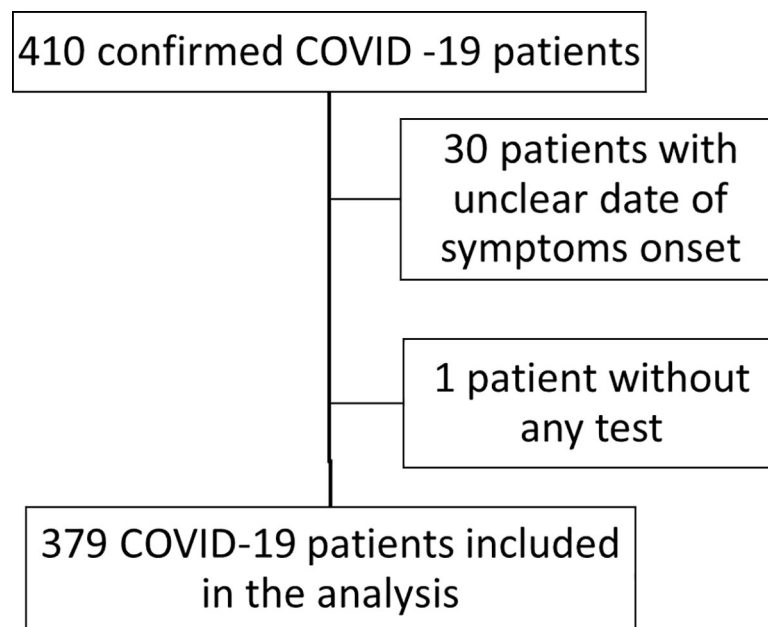 410 confirmed COVID -19 patients
30 patients with
unclear date of
symptoms onset
1 patient without
any test
379 COVID-19 patients included
in the analysis